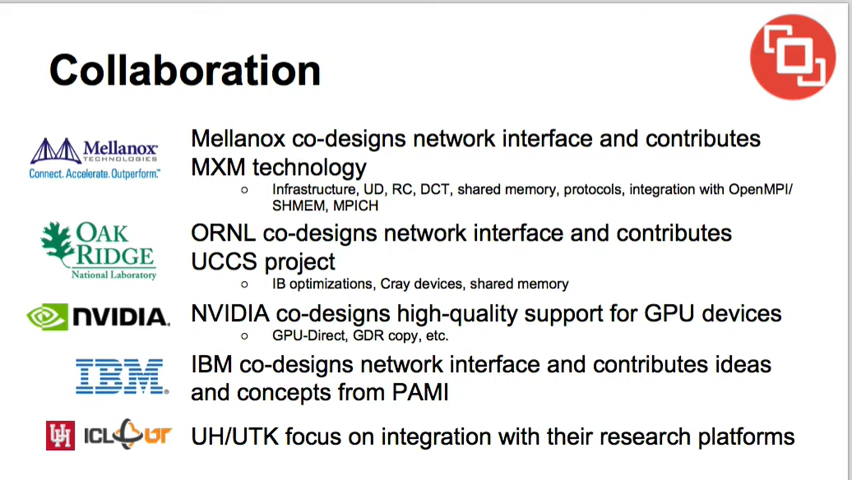 Collaboration
Mellanox
TECHNOLOGIES
Connect. Accelerate. Outperform.™
Mellanox co-designs network interface and contributes
MXM technology
○ Infrastructure, UD, RC, DCT, shared memory, protocols, integration with OpenMPI/
SHMEM, MPICH
OAK
RIDGE
National Laboratory
ORNL co-designs network interface and contributes
UCCS project
○ IB optimizations, Cray devices, shared memory
NVIDIA.
NVIDIA co-designs high-quality support for GPU devices
○ GPU-Direct, GDR copy, etc.
IBM®
IBM co-designs network interface and contributes ideas
and concepts from PAMI
UH ICL UT
UH/UTK focus on integration with their research platforms